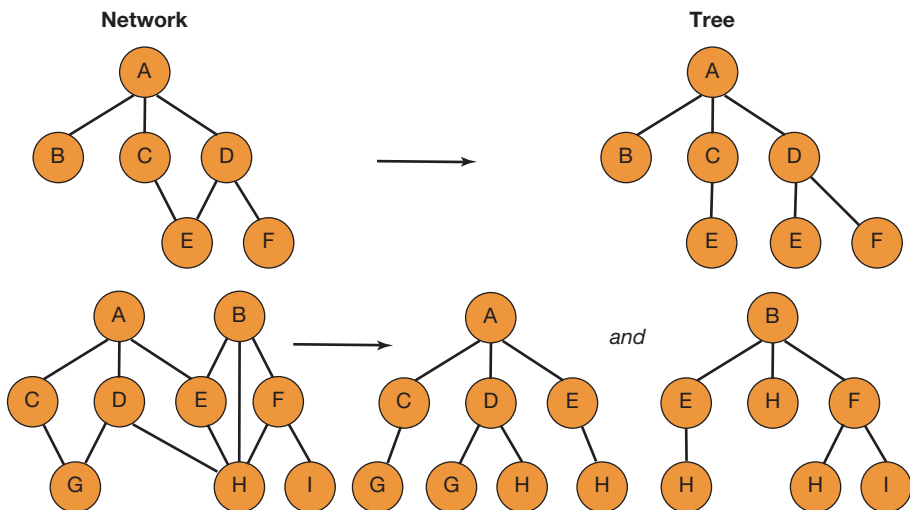 Network Tree
A A
B C D B C D
E F E E F
A B A and B
C D E F C D E E H F
G H I G G H H H H I